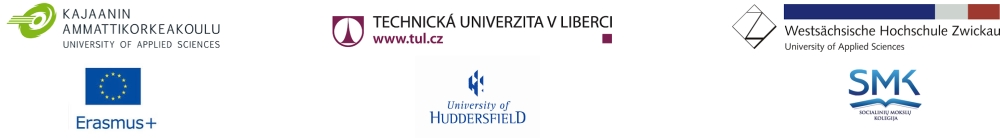 KAJAANIN
AMMATTIKORKEAKOULU
UNIVERSITY OF APPLIED SCIENCES
TECHNICKÁ UNIVERZITA V LIBERCI
www.tul.cz
Westsächsische Hochschule Zwickau
University of Applied Sciences
Erasmus+
University of
HUDDERSFIELD
SMK
SOCIALINIŲ MOKSLŲ
KOLEGIJA